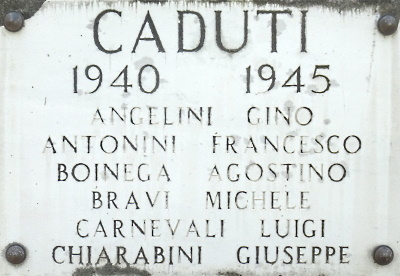 CADUTI
1940 1945
ANGELINI GINO
ANTONINI FRANCESCO
BOINEGA AGOSTINO
BRAVI MICHELE
CARNEVALI LUIGI
CHIARABINI GIUSEPPE